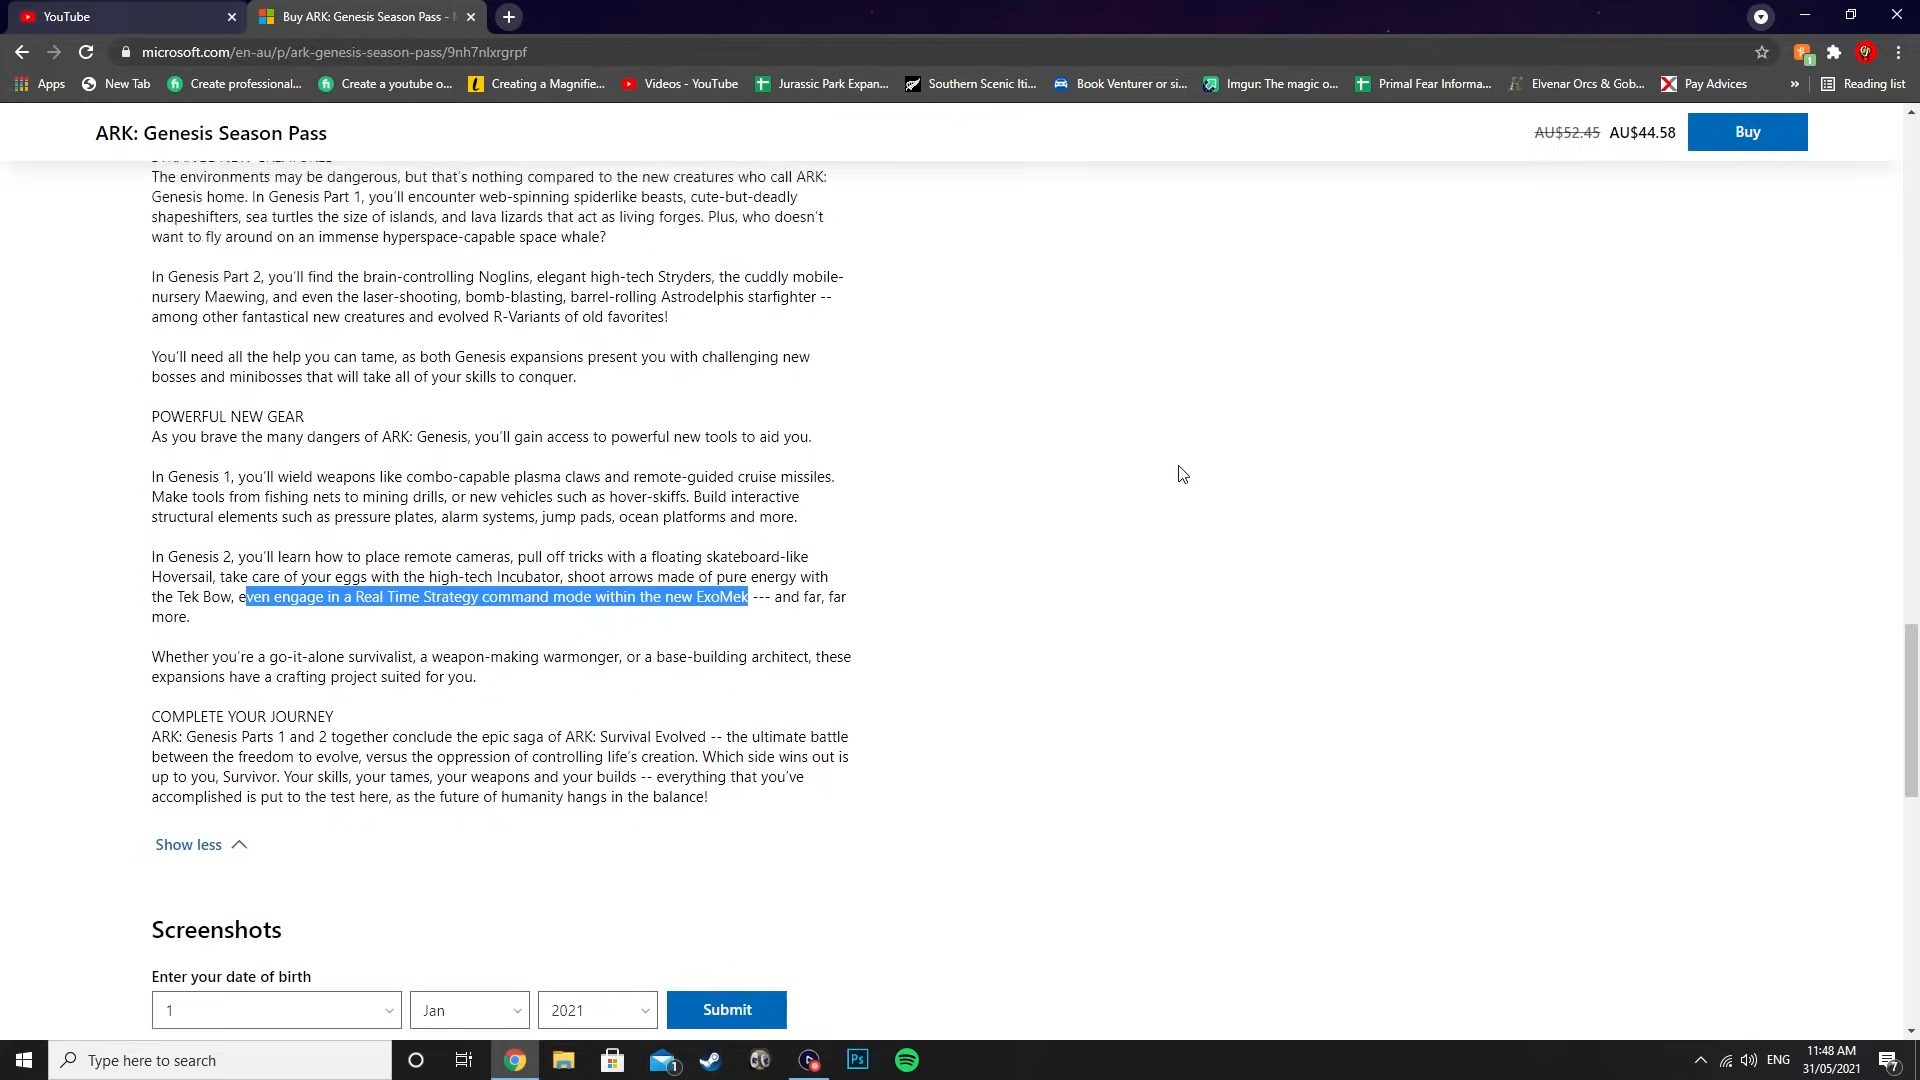 YouTube
Buy ARK: Genesis Season Pass -
microsoft.com/en-au/p/ark-genesis-season-pass/9nh7nlxrgrpf
1
Apps
New Tab
Create professional...
Create a youtube o...
Creating a Magnifie...
Videos - YouTube
Jurassic Park Expan...
Southern Scenic Iti...
Book Venturer or si...
Imgur: The magic o...
Primal Fear Informa...
Elvenar Orcs & Gob...
Pay Advices
»
Reading list
ARK: Genesis Season Pass
AU$52.45 AU$44.58
Buy
The environments may be dangerous, but that's nothing compared to the new creatures who call ARK:
Genesis home. In Genesis Part 1, you'll encounter web-spinning spiderlike beasts, cute-but-deadly
shapeshifters, sea turtles the size of islands, and lava lizards that act as living forges. Plus, who doesn't
want to fly around on an immense hyperspace-capable space whale?
In Genesis Part 2, you'll find the brain-controlling Noglins, elegant high-tech Stryders, the cuddly mobile-
nursery Maewing, and even the laser-shooting, bomb-blasting, barrel-rolling Astrodelphis starfighter --
among other fantastical new creatures and evolved R-Variants of old favorites!
You'll need all the help you can tame, as both Genesis expansions present you with challenging new
bosses and minibosses that will take all of your skills to conquer.
POWERFUL NEW GEAR
As you brave the many dangers of ARK: Genesis, you'll gain access to powerful new tools to aid you.
In Genesis 1, you'll wield weapons like combo-capable plasma claws and remote-guided cruise missiles.
Make tools from fishing nets to mining drills, or new vehicles such as hover-skiffs. Build interactive
structural elements such as pressure plates, alarm systems, jump pads, ocean platforms and more.
In Genesis 2, you'll learn how to place remote cameras, pull off tricks with a floating skateboard-like
Hoversail, take care of your eggs with the high-tech Incubator, shoot arrows made of pure energy with
the Tek Bow, even engage in a Real Time Strategy command mode within the new ExoMek --- and far, far
more.
Whether you're a go-it-alone survivalist, a weapon-making warmonger, or a base-building architect, these
expansions have a crafting project suited for you.
COMPLETE YOUR JOURNEY
ARK: Genesis Parts 1 and 2 together conclude the epic saga of ARK: Survival Evolved -- the ultimate battle
between the freedom to evolve, versus the oppression of controlling life's creation. Which side wins out is
up to you, Survivor. Your skills, your tames, your weapons and your builds -- everything that you've
accomplished is put to the test here, as the future of humanity hangs in the balance!
Show less
Screenshots
Enter your date of birth
1
Jan
2021
Submit
Type here to search
1
Ps
ENG
11:48 AM
31/05/2021
7